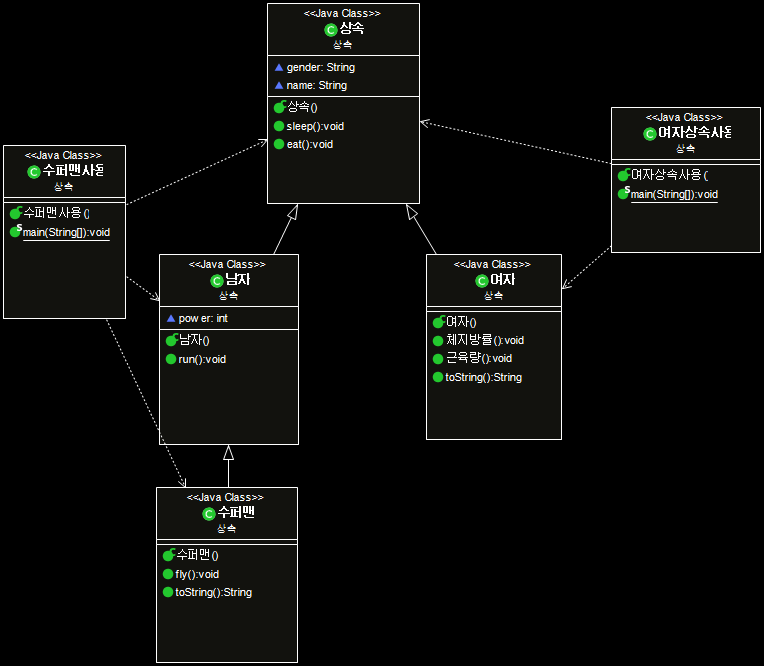 <<Java Class>>
상속
상속
gender: String
name: String
상속()
sleep():void
eat():void
<<Java Class>>
수퍼맨사용
상속
수퍼맨사용()
main(String[]):void
<<Java Class>>
여자상속사용
상속
여자상속사용(
main(String[]):void
<<Java Class>>
남자
상속
power: int
남자()
run():void
<<Java Class>>
여자
상속
여자()
체지방률():void
근육량():void
toString():String
<<Java Class>>
수퍼맨
상속
수퍼맨()
fly():void
toString():String